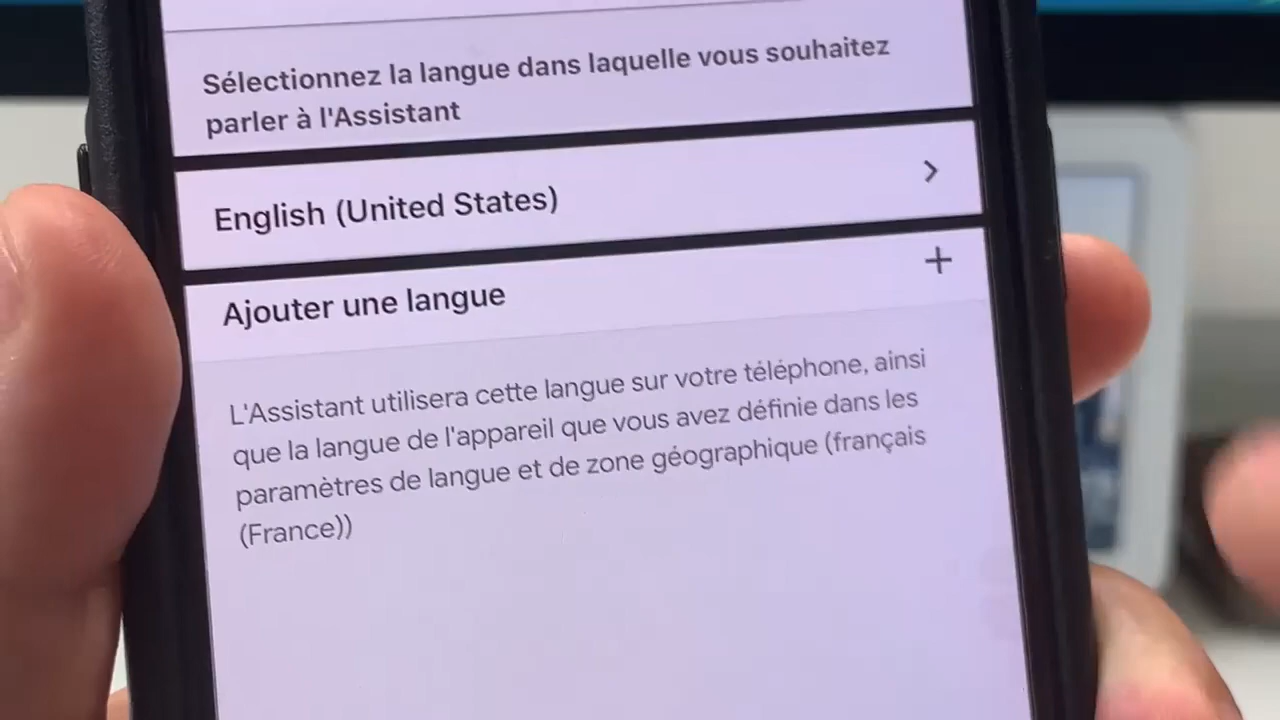 Sélectionnez la langue dans laquelle vous souhaitez
parler à l'Assistant
English (United States)
Ajouter une langue
L'Assistant utilisera cette langue sur votre téléphone, ainsi
que la langue de l'appareil que vous avez définie dans les
paramètres de langue et de zone géographique (français
(France))